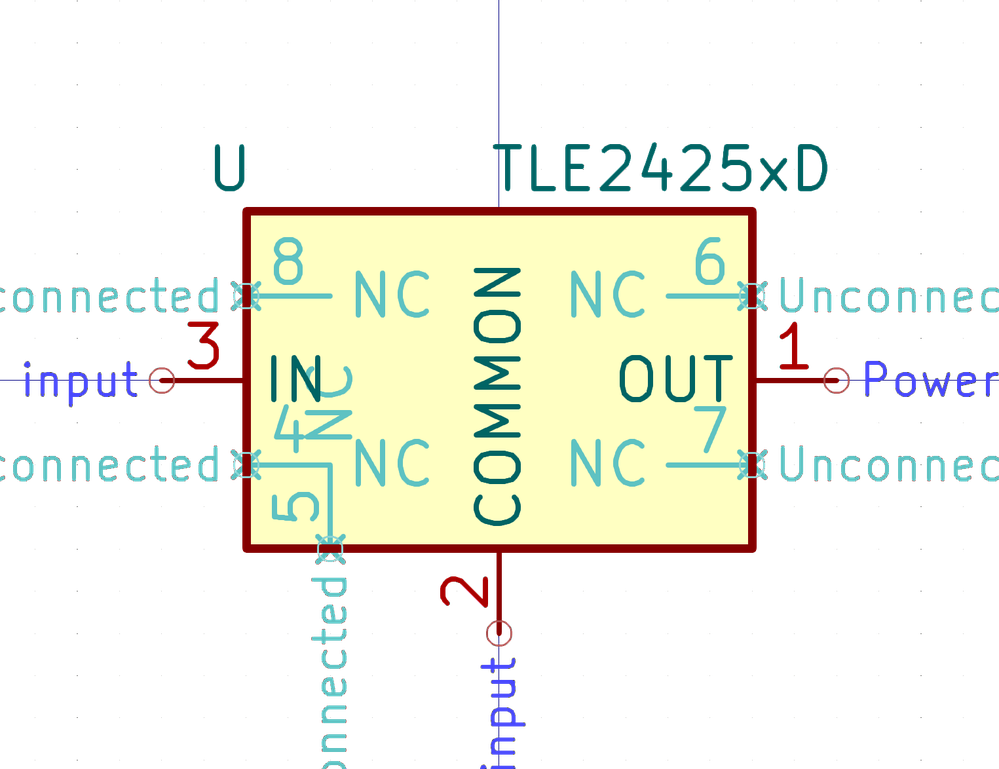 U TLE2425xD
8 NC NC 6
connected Unconnec
3 1
input IN OUT Power
COMMON
NC
4 7
connected NC NC Unconnec
5
onnected
2
input